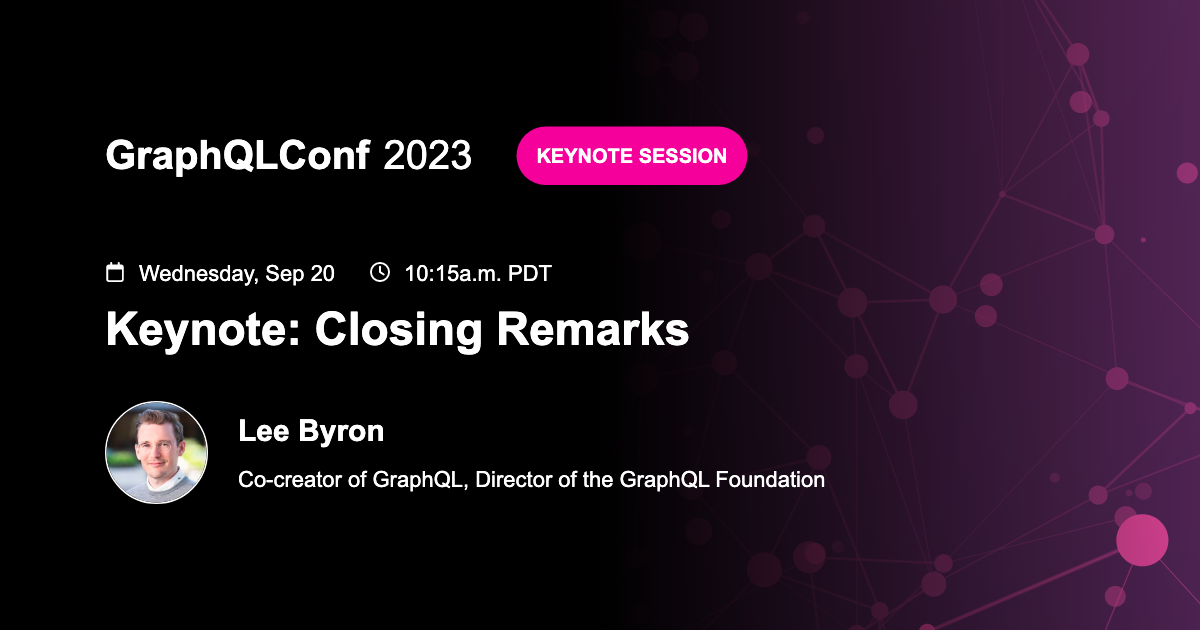 GraphQLConf 2023
KEYNOTE SESSION
Wednesday, Sep 20 10:15a.m. PDT
Keynote: Closing Remarks
Lee Byron
Co-creator of GraphQL, Director of the GraphQL Foundation